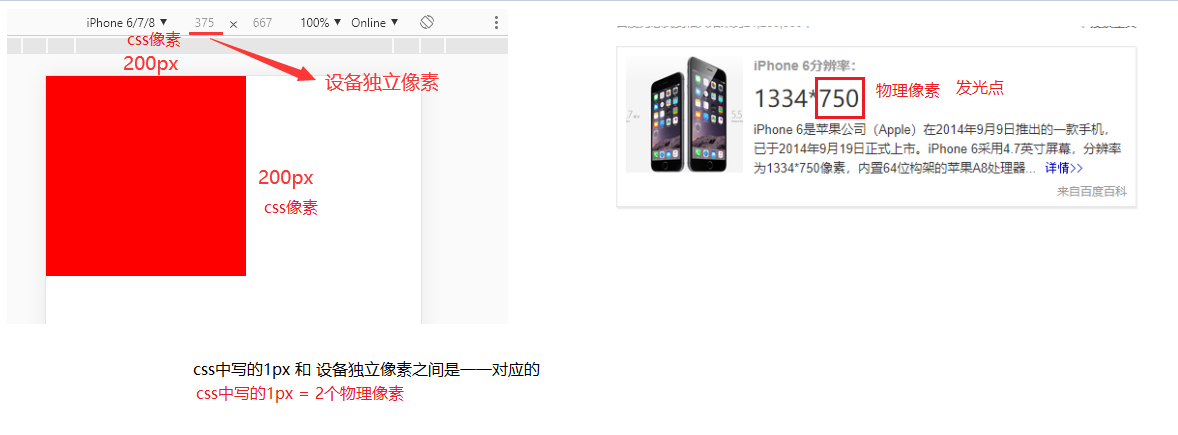 iPhone 6/7/8 ▼ 375 × 667 100% ▼ Online ▼
css像素
200px
设备独立像素
200px
css像素
css中写的1px 和 设备独立像素之间是一一对应的
css中写的1px = 2个物理像素
iPhone 6分辨率:
1334*750
物理像素 发光点
5.5
iPhone 6是苹果公司（Apple）在2014年9月9日推出的一款手机，
已于2014年9月19日正式上市。iPhone 6采用4.7英寸屏幕，分辨率
为1334*750像素，内置64位构架的苹果A8处理器... 详情>>
来自百度百科